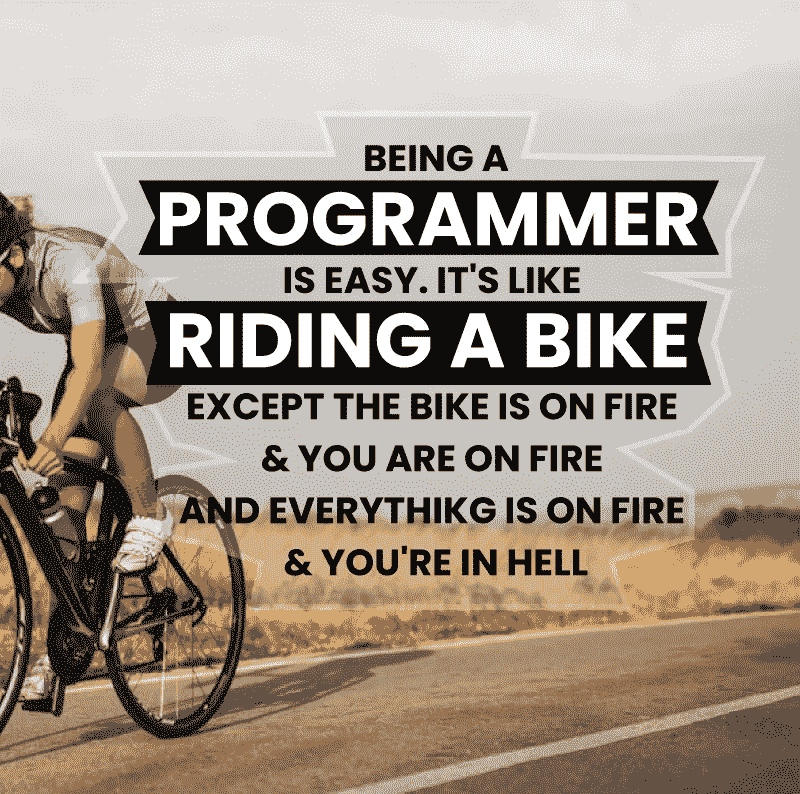 BEING A
PROGRAMMER
IS EASY. IT'S LIKE
RIDING A BIKE
EXCEPT THE BIKE IS ON FIRE
& YOU ARE ON FIRE
AND EVERYTHIKG IS ON FIRE
& YOU'RE IN HELL